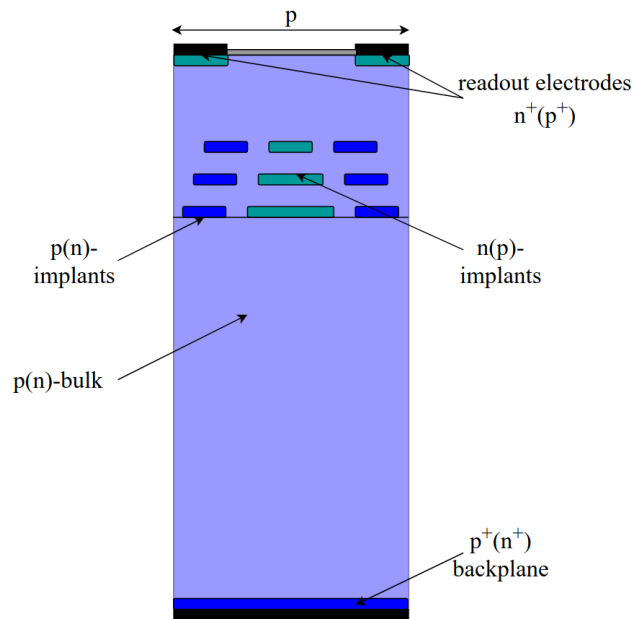 p
readout electrodes
n⁺(p⁺)
p(n)-
implants
n(p)-
implants
p(n)-bulk
p⁺(n⁺)
backplane